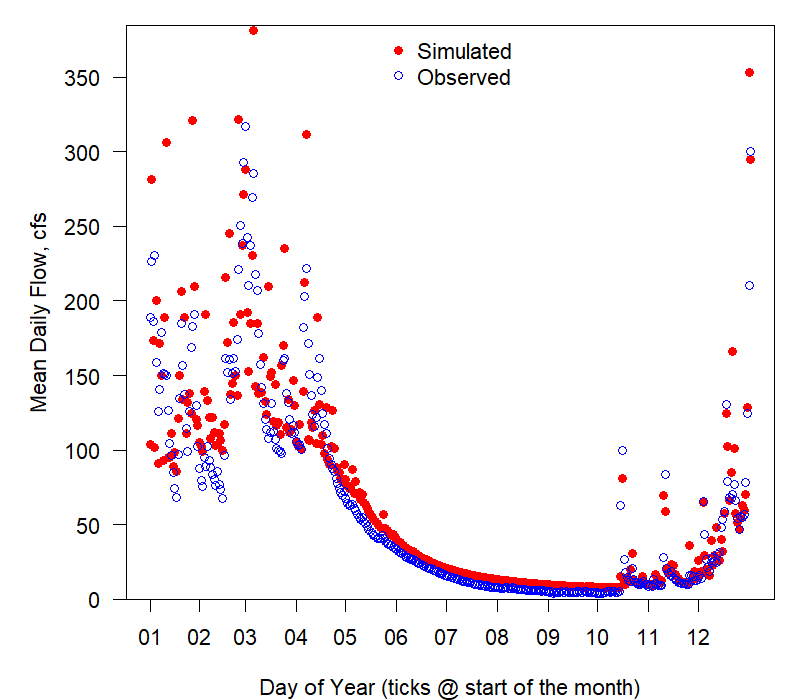 Simulated
Observed
350
300
250
200
150
100
50
0
Mean Daily Flow, cfs
01 02 03 04 05 06 07 08 09 10 11 12
Day of Year (ticks @ start of the month)